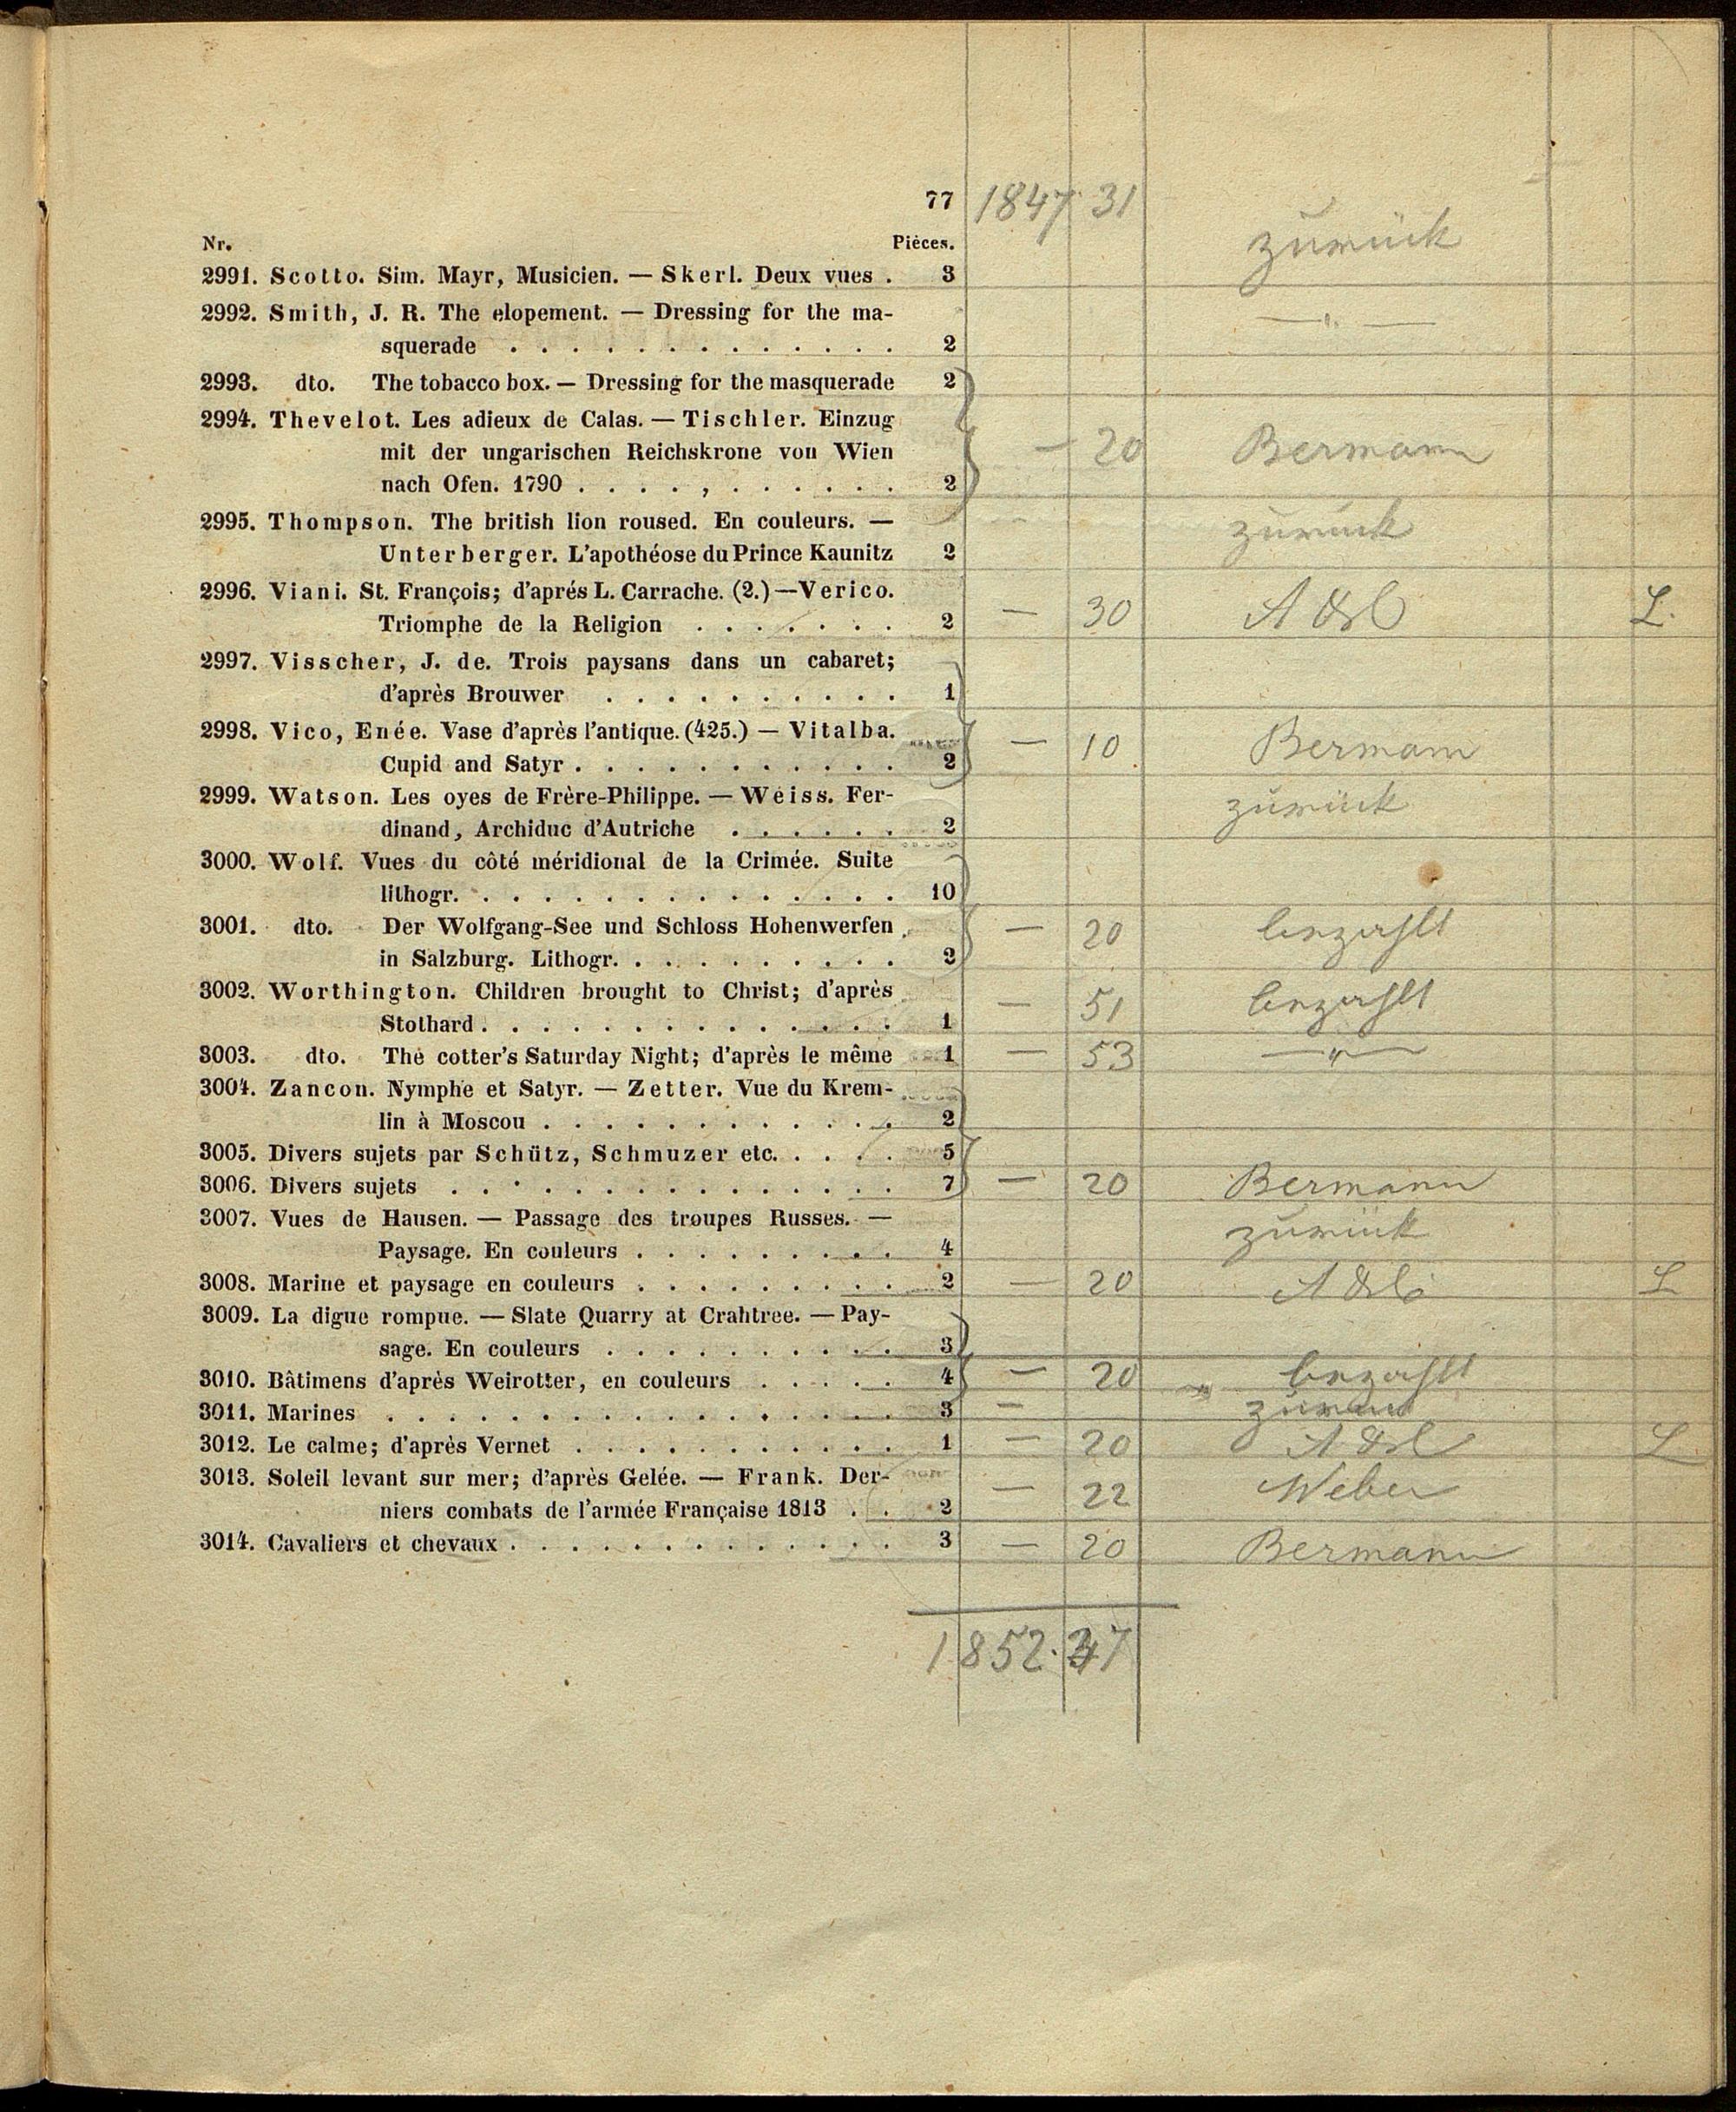 77 1847 31
Nr. Pièces.
zurück
2991. Scotto. Sim. Mayr, Musicien. — Skerl. Deux vues . 3
2992. Smith, J. R. The elopement. — Dressing for the ma-
squerade . . . . . . . . . . . . . 2 — " —
2993. dto. The tobacco box. — Dressing for the masquerade 2
2994. Thevelot. Les adieux de Calas. — Tischler. Einzug
mit der ungarischen Reichskrone von Wien — 20 Bermann
nach Ofen. 1790 . . . . , . . . . . . 2
2995. Thompson. The british lion roused. En couleurs. — zurück
Unterberger. L'apothéose du Prince Kaunitz 2
2996. Viani. St. François; d'aprés L. Carrache. (2.) — Verico.
Triomphe de la Religion . . . . . . . 2 — 30 L.
2997. Visscher, J. de. Trois paysans dans un cabaret;
d'après Brouwer . . . . . . . . . . 1
2998. Vico, Enée. Vase d'après l'antique. (425.) — Vitalba. — 10 Bermann
Cupid and Satyr . . . . . . . . . . . 2
2999. Watson. Les oyes de Frère-Philippe. — Weiss. Fer- zurück
dinand, Archiduc d'Autriche . . . . . . 2
3000. Wolf. Vues du côté méridional de la Crimée. Suite
lithogr. . . . . . . . . . . . . . . 10
3001. dto. Der Wolfgang-See und Schloss Hohenwerfen — 20
in Salzburg. Lithogr. . . . . . . . . . 2
3002. Worthington. Children brought to Christ; d'après — 51
Stothard . . . . . . . . . . . . . . 1
3003. dto. The cotter's Saturday Night; d'après le même 1 — 53 — " —
3004. Zancon. Nymphe et Satyr. — Zetter. Vue du Krem-
lin à Moscou . . . . . . . . . . . . 2
3005. Divers sujets par Schütz, Schmuzer etc. . . . . 5
3006. Divers sujets . . . . . . . . . . . . . . . 7 — 20 Bermann
3007. Vues de Hausen. — Passage des troupes Russes. — zurück
Paysage. En couleurs . . . . . . . . . 4
3008. Marine et paysage en couleurs . . . . . . . . . 2 — 20 L
3009. La digue rompue. — Slate Quarry at Crahtree. — Pay-
sage. En couleurs . . . . . . . . . . 3
3010. Bâtimens d'après Weirotter, en couleurs . . . . . 4 — 20
3011. Marines . . . . . . . . . . . . . . . . . 3 — zurück
3012. Le calme; d'après Vernet . . . . . . . . . . . 1 — 20 L
3013. Soleil levant sur mer; d'après Gelée. — Frank. Der- — 22 Weber
niers combats de l'armée Française 1813 . . 2
3014. Cavaliers et chevaux . . . . . . . . . . . . . 3 — 20 Bermann
1852.